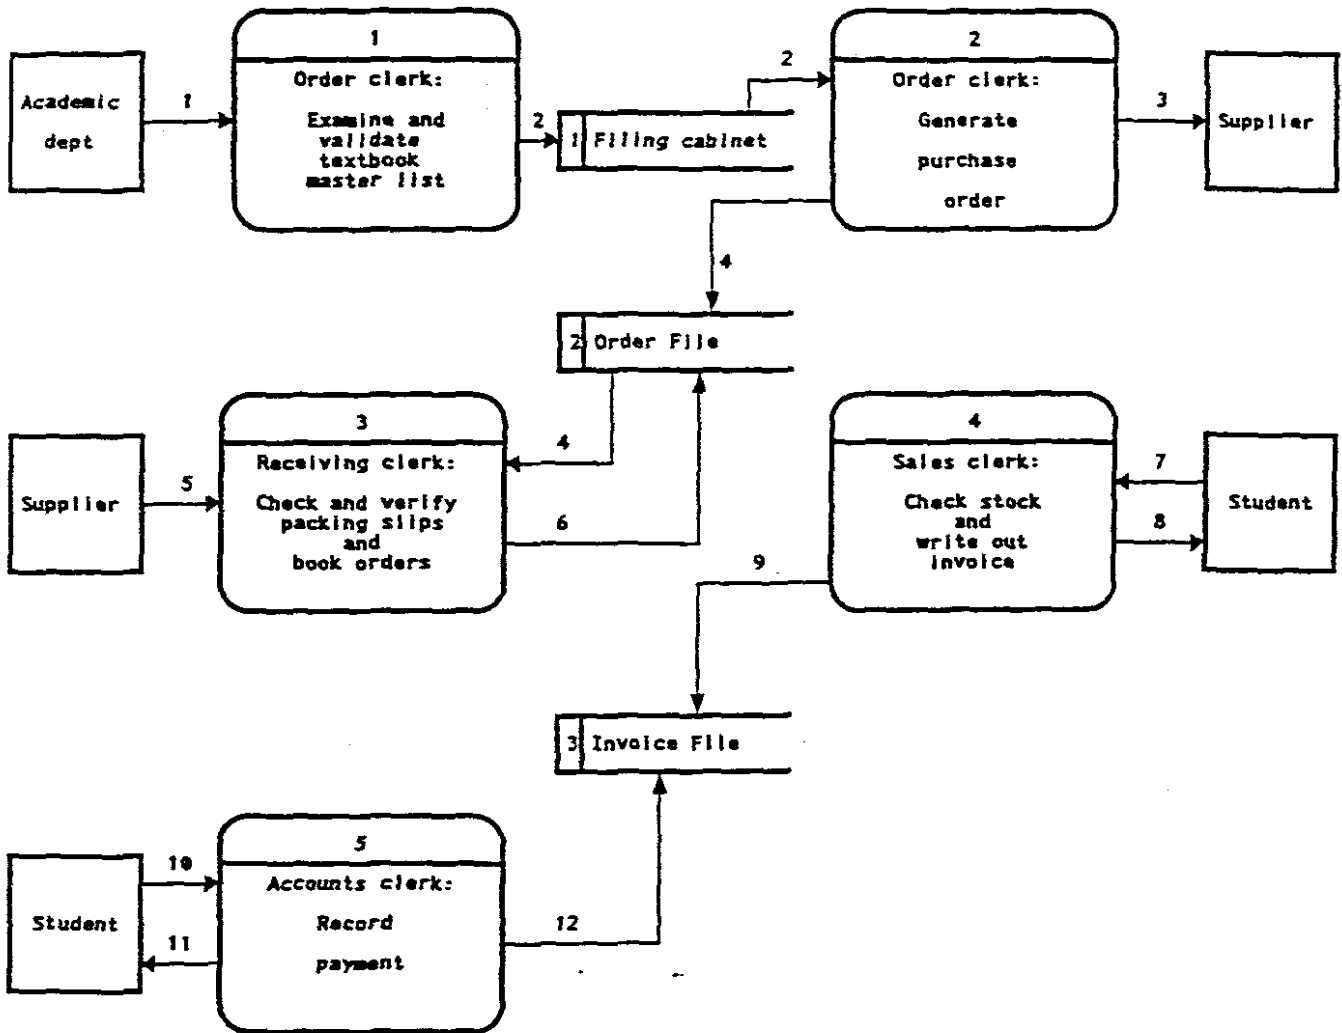 1
2
Academic
dept
1
Order clerk:
Examine and
validate
textbook
master list
2
1 Filing cabinet
2
Order clerk:
Generate
purchase
order
3
Supplier
4
2 Order File
3
4
Supplier
5
Receiving clerk:
Check and verify
packing slips
and
book orders
4
6
Sales clerk:
Check stock
and
write out
invoice
7
8
Student
9
3 Invoice File
5
Student
10
11
Accounts clerk:
Record
payment
12